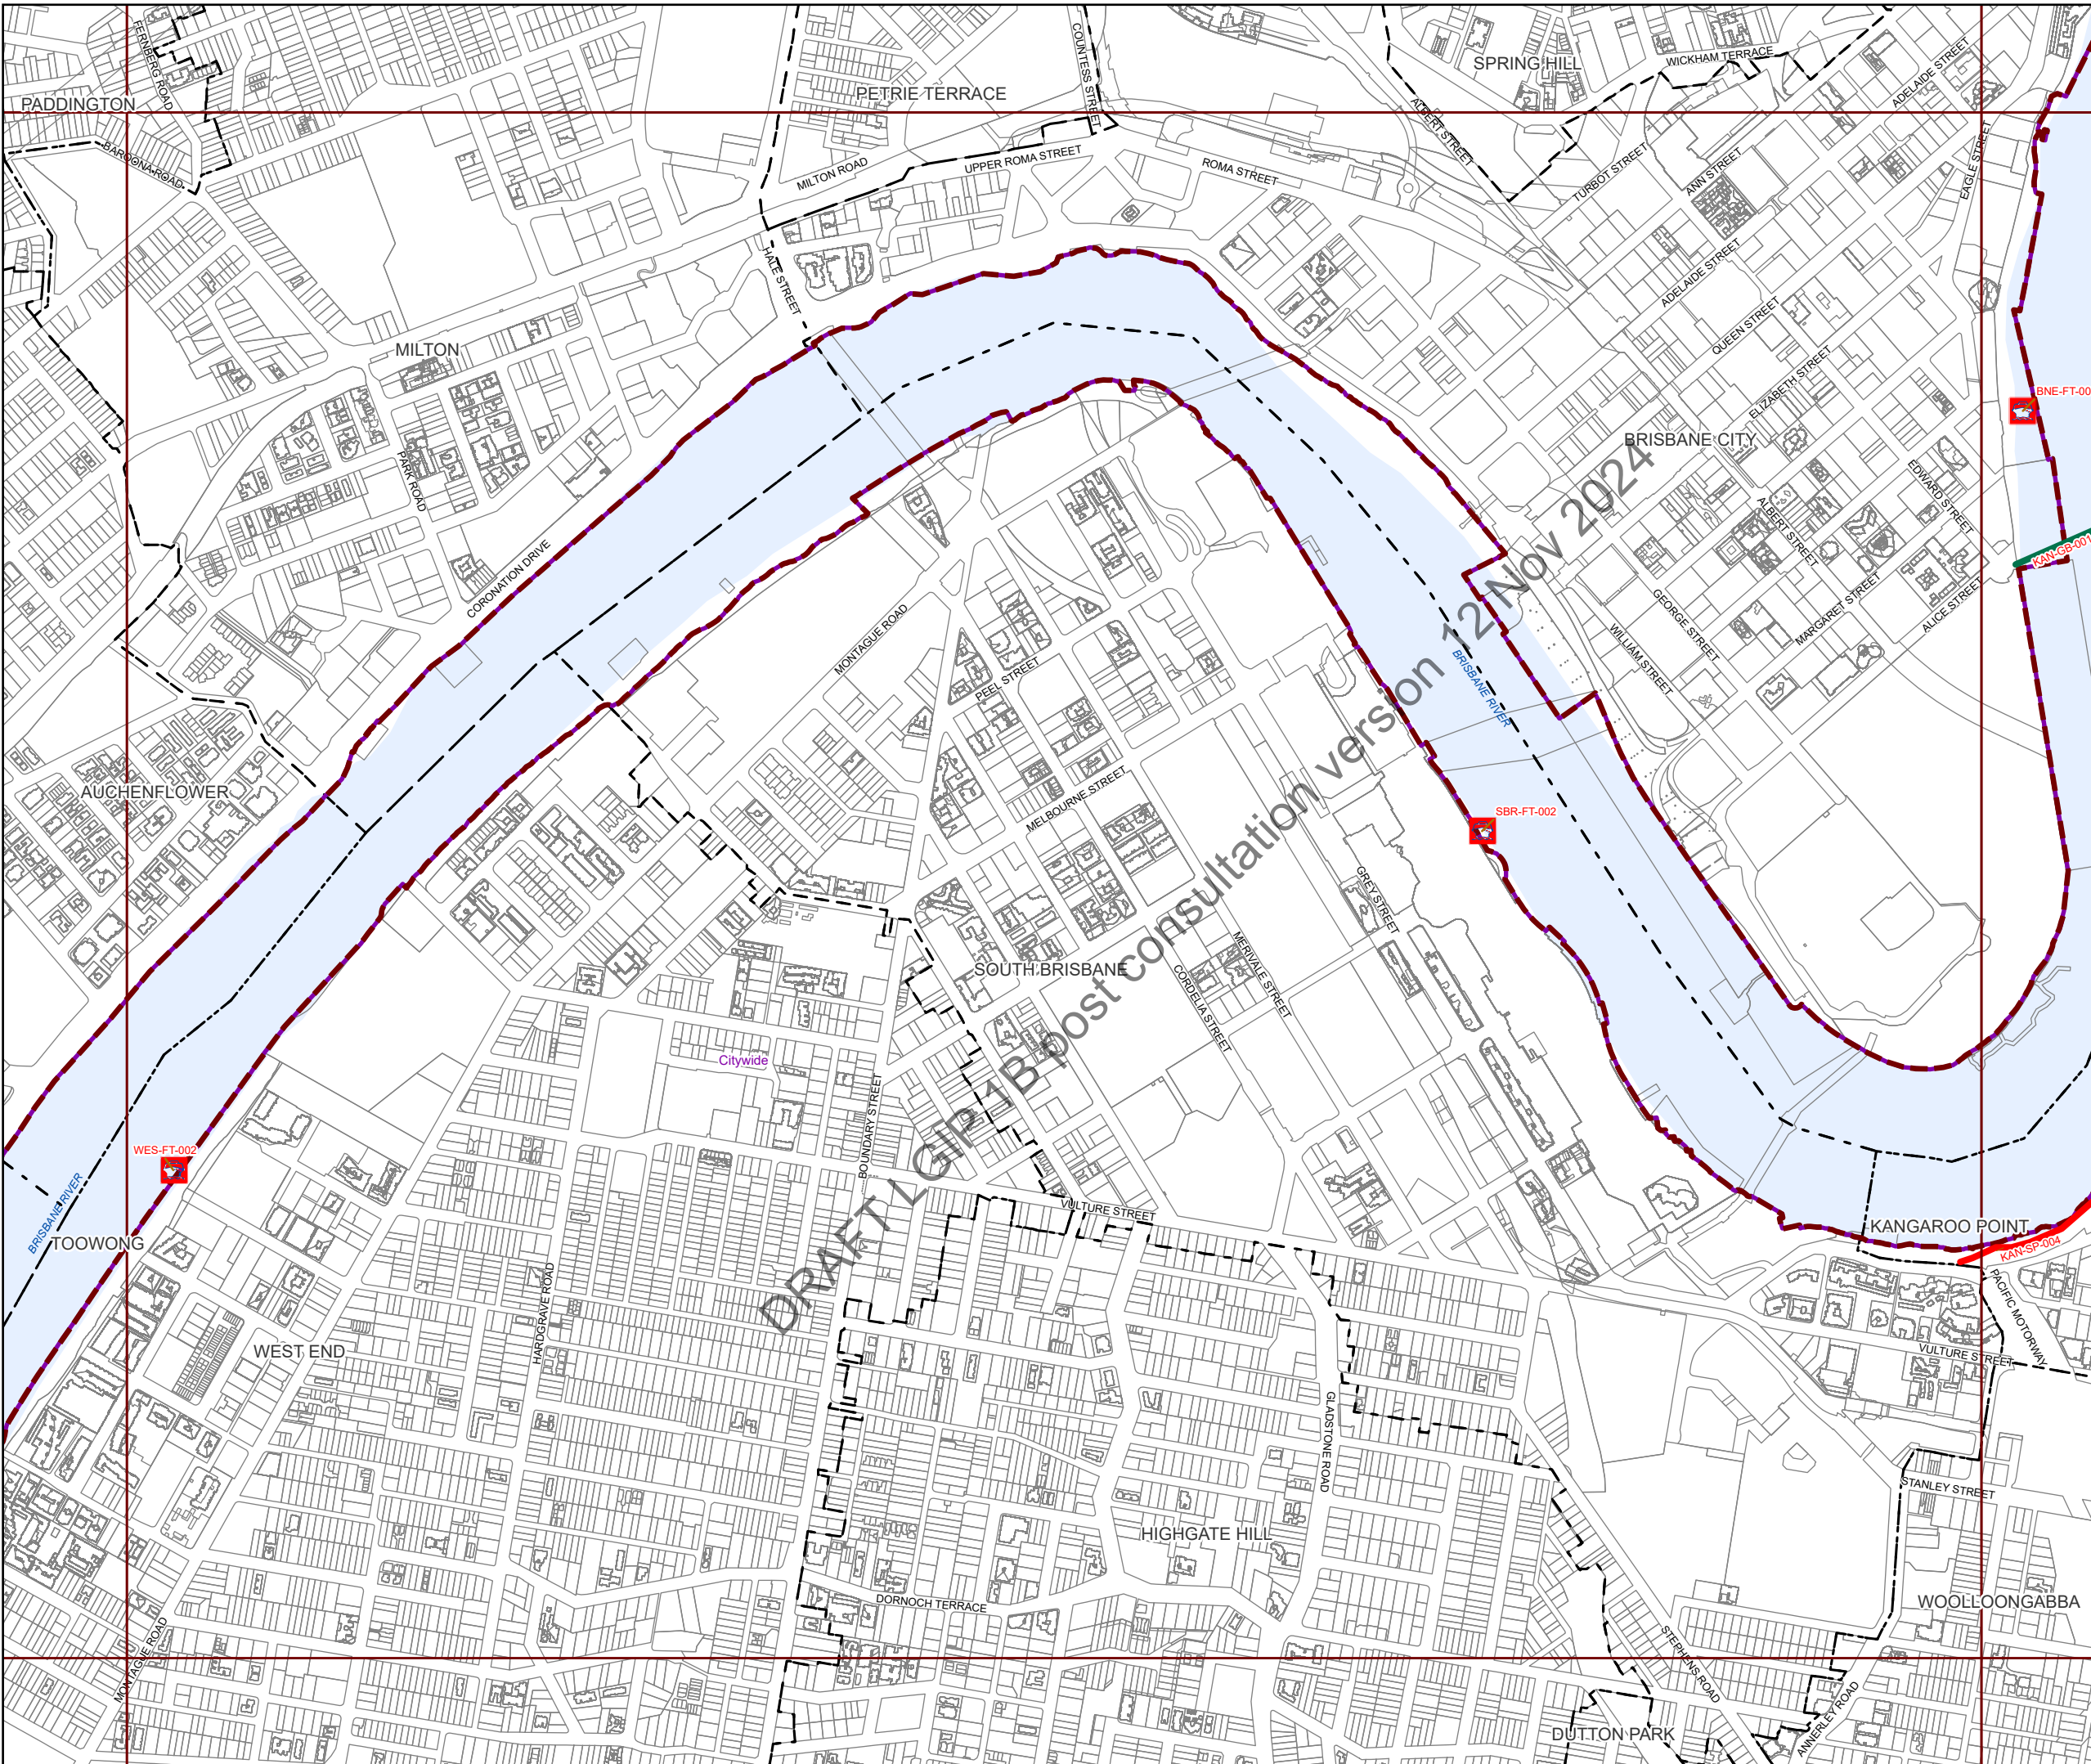 FERNBERG ROAD
PADDINGTON
BAROONA ROAD
PETRIE TERRACE
COUNTESS STREET
SPRING HILL
WICKHAM TERRACE
ADELAIDE STREET
ALBERT STREET
MILTON ROAD
UPPER ROMA STREET
ROMA STREET
TURBOT STREET
ANN STREET
EAGLE STREET
HALE STREET
ADELAIDE STREET
QUEEN STREET
ELIZABETH STREET
MILTON
PARK ROAD
BNE-FT-00
BRISBANE CITY
EDWARD STREET
ALBERT STREET
KAN-GB-001
CORONATION DRIVE
MONTAGUE ROAD
PEEL STREET
GEORGE STREET
MARGARET STREET
ALICE STREET
WILLIAM STREET
BRISBANE RIVER
AUCHENFLOWER
MELBOURNE STREET
SBR-FT-002
GREY STREET
SOUTH BRISBANE
MERIVALE STREET
CORDELIA STREET
Citywide
BOUNDARY STREET
DRAFT LGIP 1B post consultation version 12 Nov 2024
WES-FT-002
BRISBANE RIVER
TOOWONG
VULTURE STREET
KANGAROO POINT
KAN-SP-004
PACIFIC MOTORWAY
HARDGRAVE ROAD
WEST END
VULTURE STREET
GLADSTONE ROAD
STANLEY STREET
HIGHGATE HILL
DORNOCH TERRACE
WOOLLOONGABBA
MONTAGUE ROAD
STEPHENS ROAD
ANNERLEY ROAD
DUTTON PARK